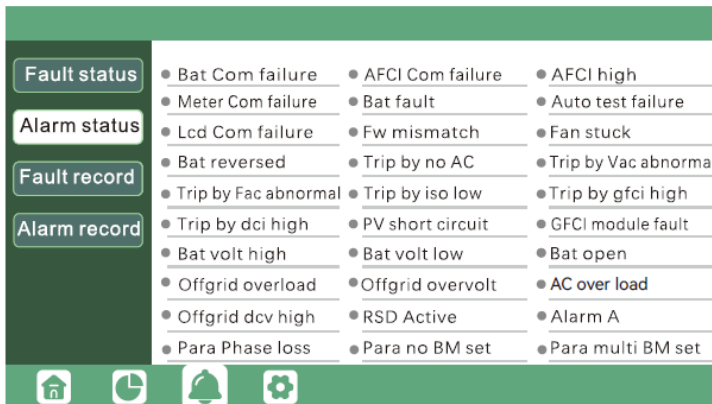 Fault status
Alarm status
Fault record
Alarm record
Bat Com failure AFCI Com failure AFCI high
Meter Com failure Bat fault Auto test failure
Lcd Com failure Fw mismatch Fan stuck
Bat reversed Trip by no AC Trip by Vac abnorma
Trip by Fac abnormal Trip by iso low Trip by gfci high
Trip by dci high PV short circuit GFCI module fault
Bat volt high Bat volt low Bat open
Offgrid overload Offgrid overvolt AC over load
Offgrid dcv high RSD Active Alarm A
Para Phase loss Para no BM set Para multi BM set